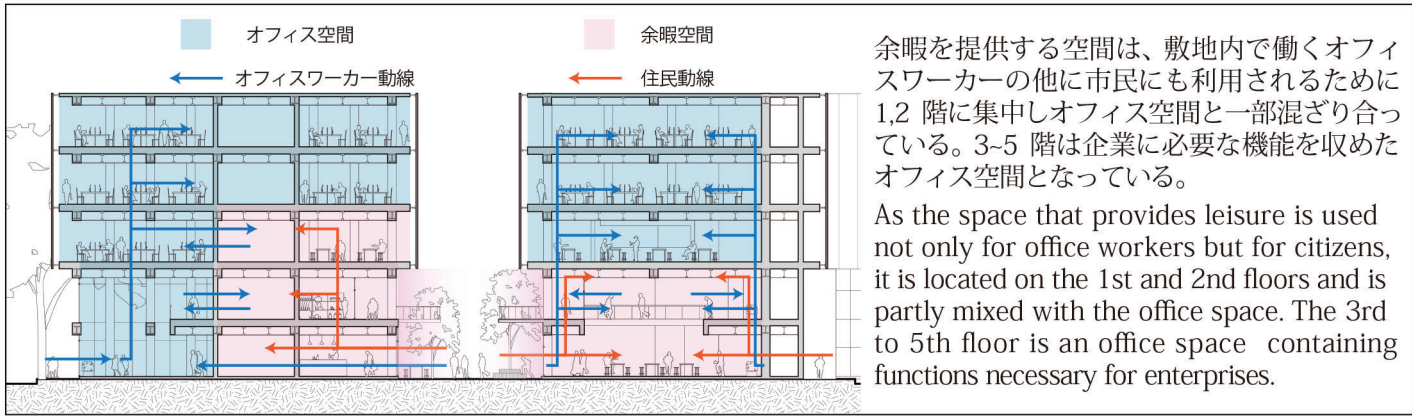 オフィス空間
余暇空間
オフィスワーカー動線
住民動線
余暇を提供する空間は、敷地内で働くオフィ
スワーカーの他に市民にも利用されるために
1,2 階に集中しオフィス空間と一部混ざり合っ
ている。3~5 階は企業に必要な機能を収めた
オフィス空間となっている。
As the space that provides leisure is used
not only for office workers but for citizens,
it is located on the 1st and 2nd floors and is
partly mixed with the office space. The 3rd
to 5th floor is an office space containing
functions necessary for enterprises.